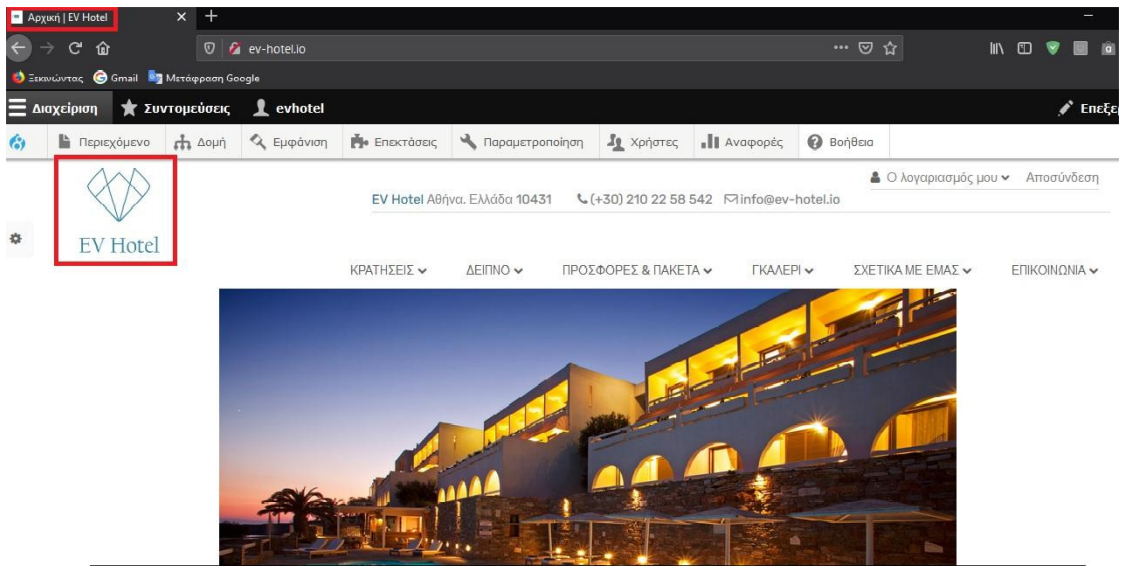 Αρχική | EV Hotel
ev-hotel.io
Ξεκινώντας Gmail Μετάφραση Google
Διαχείριση Συντομεύσεις evhotel
Περιεχόμενο Δομή Εμφάνιση Επεκτάσεις Παραμετροποίηση Χρήστες Αναφορές Βοήθεια
Ο λογαριασμός μου Αποσύνδεση
EV Hotel Αθήνα. Ελλάδα 10431 (+30) 210 22 58 542 info@ev-hotel.io
EV Hotel
ΚΡΑΤΗΣΕΙΣ ΔΕΙΠΝΟ ΠΡΟΣΦΟΡΕΣ & ΠΑΚΕΤΑ ΓΚΑΛΕΡΙ ΣΧΕΤΙΚΑ ΜΕ ΕΜΑΣ ΕΠΙΚΟΙΝΩΝΙΑ